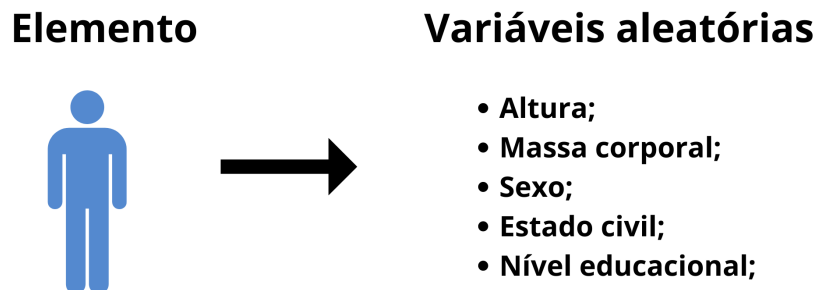 Elemento
Variáveis aleatórias
• Altura;
• Massa corporal;
• Sexo;
• Estado civil;
• Nível educacional;